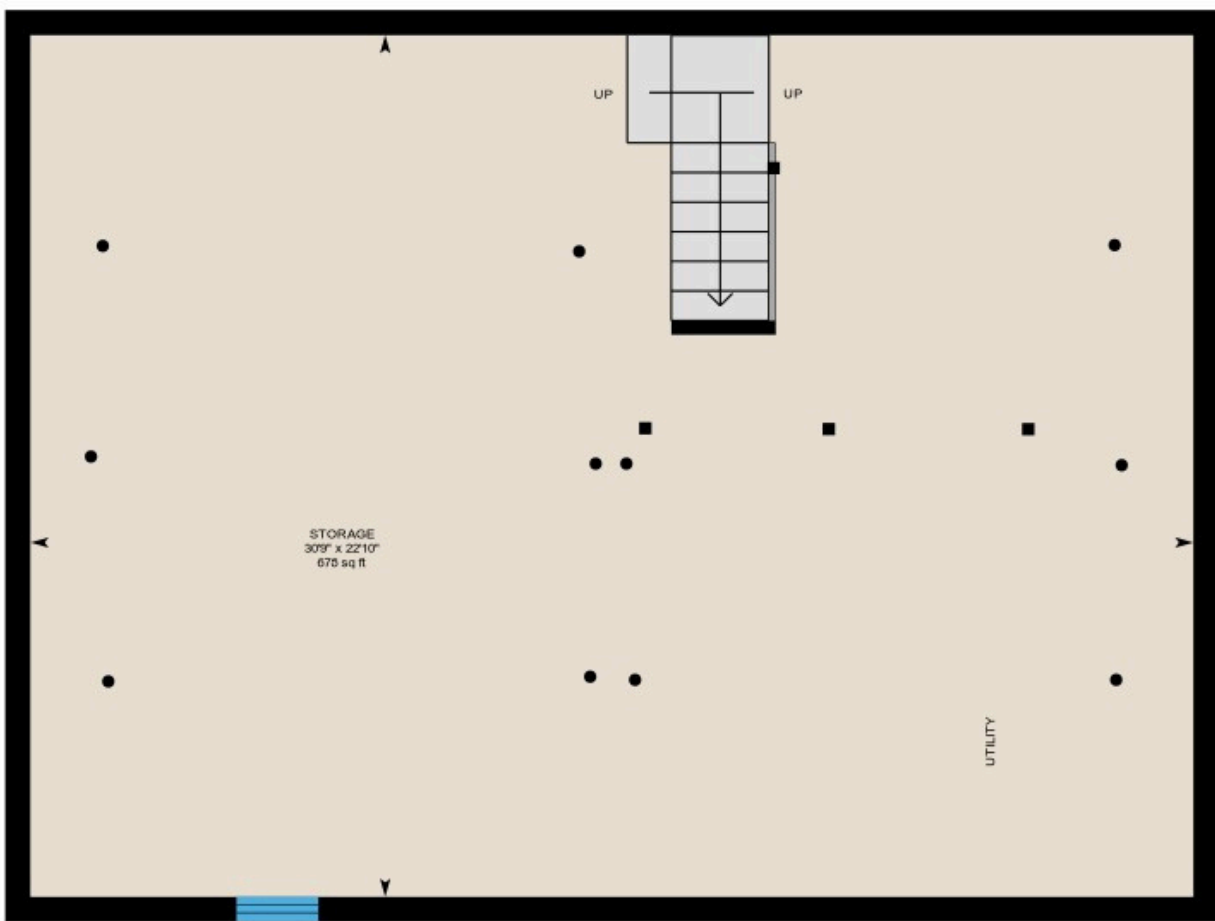 UP
UP
STORAGE
30'9" x 22'10"
675 sq ft
UTILITY